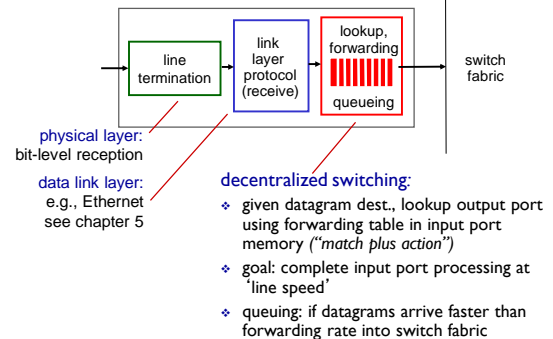 line
termination
link
layer
protocol
(receive)
lookup,
forwarding
queueing
switch
fabric
physical layer:
bit-level reception
data link layer:
e.g., Ethernet
see chapter 5
decentralized switching:
❖ given datagram dest., lookup output port
using forwarding table in input port
memory (“match plus action”)
❖ goal: complete input port processing at
‘line speed’
❖ queuing: if datagrams arrive faster than
forwarding rate into switch fabric